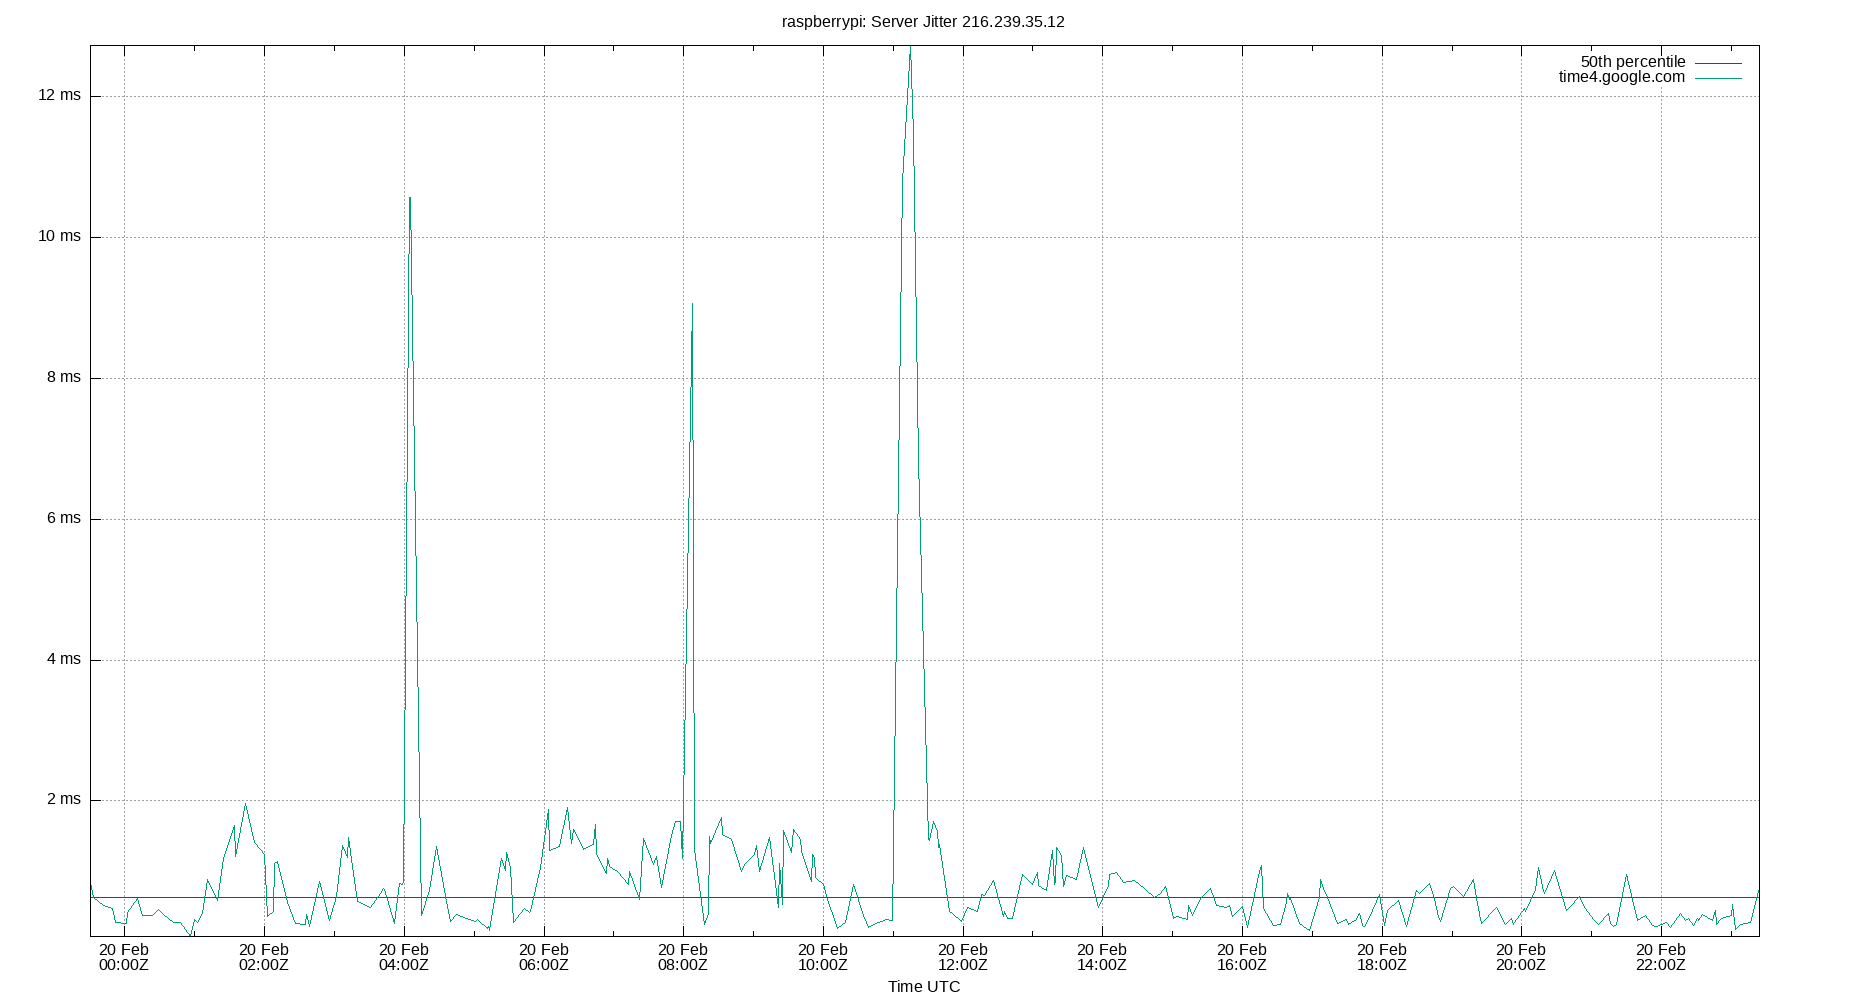 raspberrypi: Server Jitter 216.239.35.12
50th percentile
time4.google.com
12 ms
10 ms
8 ms
6 ms
4 ms
2 ms
20 Feb 20 Feb 20 Feb 20 Feb 20 Feb 20 Feb 20 Feb 20 Feb 20 Feb 20 Feb 20 Feb 20 Feb
00:00Z 02:00Z 04:00Z 06:00Z 08:00Z 10:00Z 12:00Z 14:00Z 16:00Z 18:00Z 20:00Z 22:00Z
Time UTC